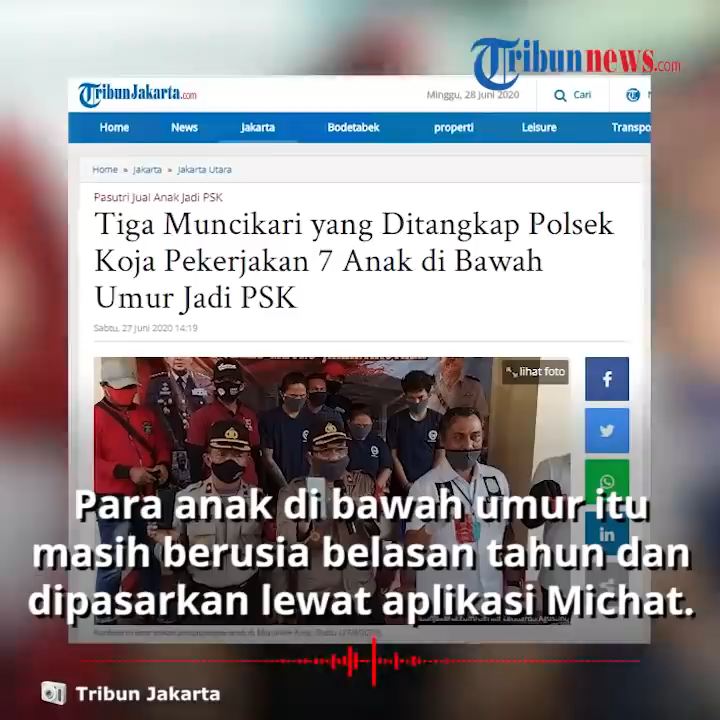 Tribunnews.com
TribunJakarta.com
Minggu, 28 Juni 2020
Cari
Home News Jakarta Bodetabek properti Leisure Transpo
Home » Jakarta » Jakarta Utara
Pasutri Jual Anak Jadi PSK
Tiga Muncikari yang Ditangkap Polsek
Koja Pekerjakan 7 Anak di Bawah
Umur Jadi PSK
Sabtu, 27 Juni 2020 14:19
lihat foto
Para anak di bawah umur itu
masih berusia belasan tahun dan
dipasarkan lewat aplikasi Michat.
Tribun Jakarta